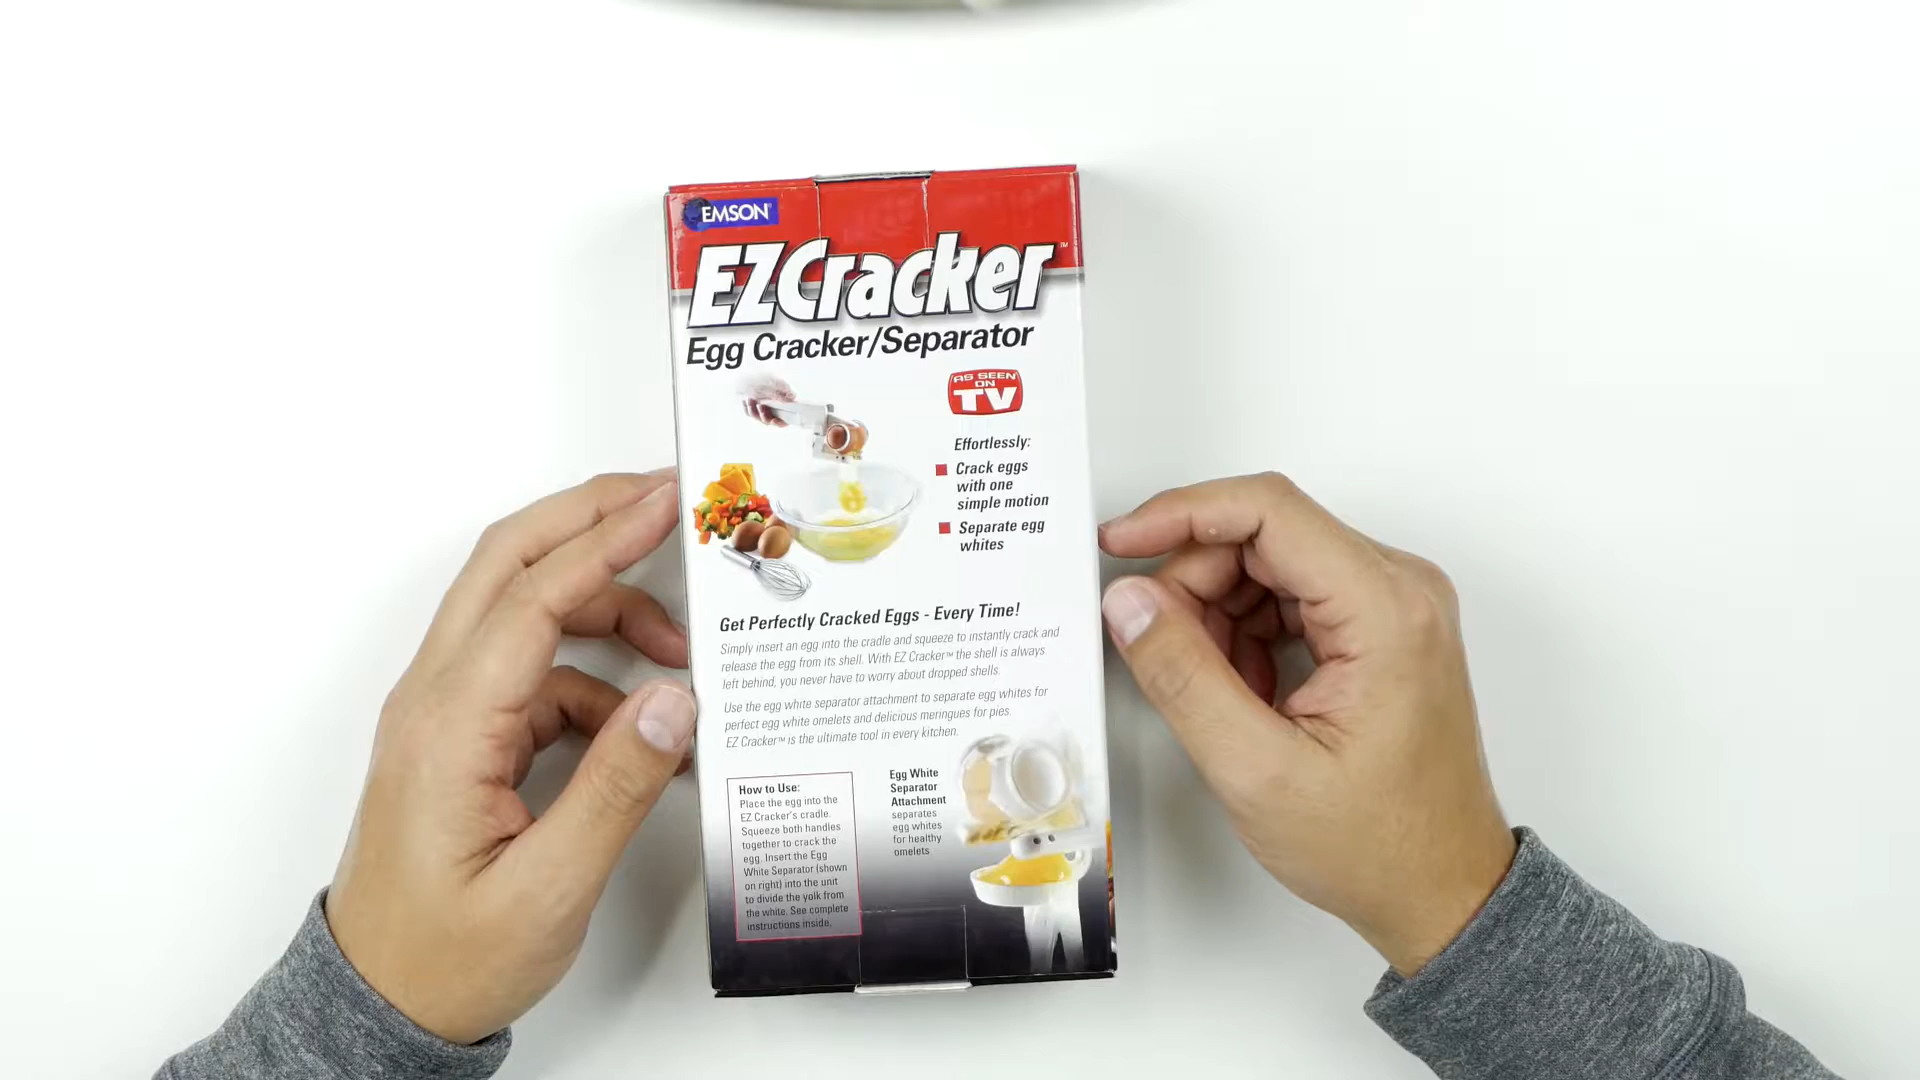 EMSON
EZCracker™
Egg Cracker/Separator
AS SEEN
ON
TV
Effortlessly:
Crack eggs
with one
simple motion
Separate egg
whites
Get Perfectly Cracked Eggs - Every Time!
Simply insert an egg into the cradle and squeeze to instantly crack and
release the egg from its shell. With EZ Cracker™ the shell is always
left behind, you never have to worry about dropped shells.
Use the egg white separator attachment to separate egg whites for
perfect egg white omelets and delicious meringues for pies.
EZ Cracker™ is the ultimate tool in every kitchen.
How to Use:
Place the egg into the
EZ Cracker's cradle.
Squeeze both handles
together to crack the
egg. Insert the Egg
White Separator (shown
on right) into the unit
to divide the yolk from
the white. See complete
instructions inside.
Egg White
Separator
Attachment
separates
egg whites
for healthy
omelets